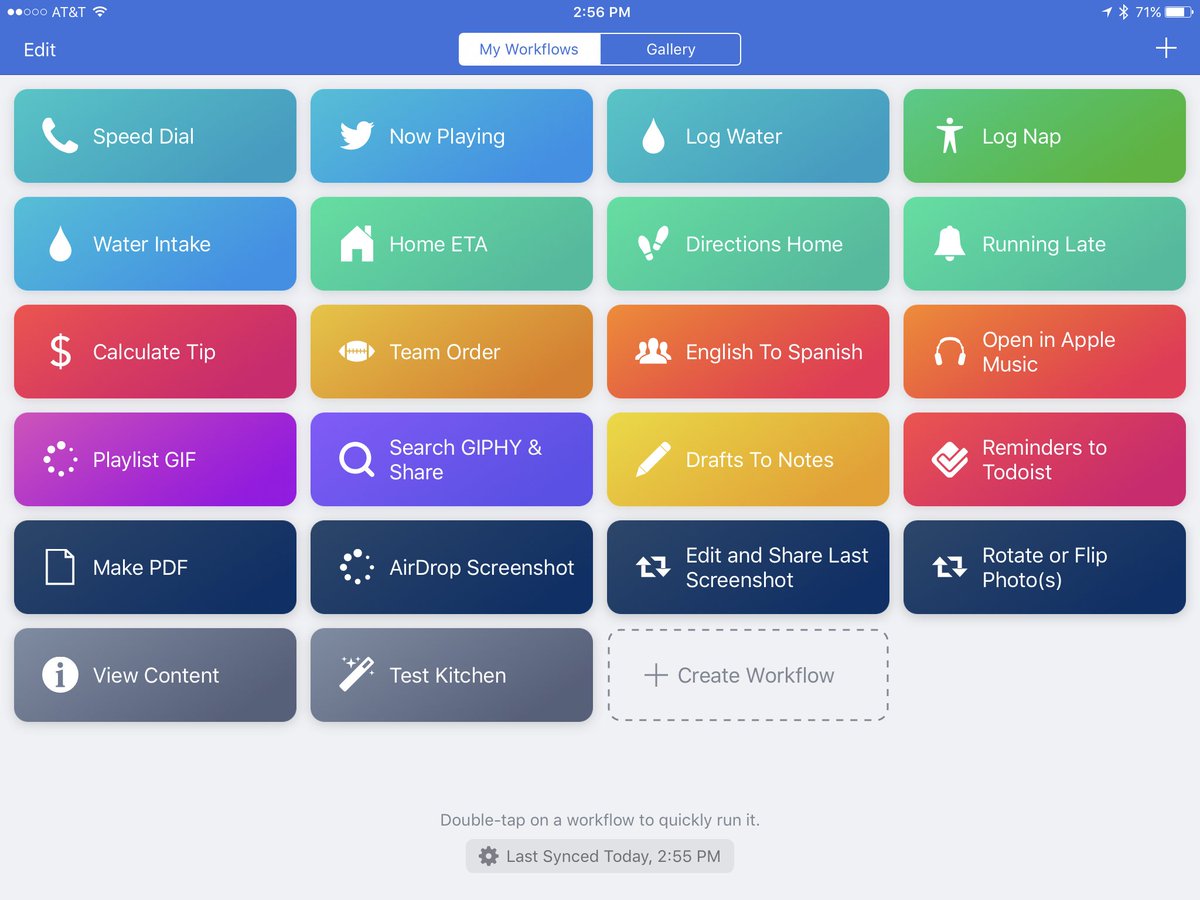 AT&T
2:56 PM
71%
Edit
My Workflows
Gallery
Speed Dial
Now Playing
Log Water
Log Nap
Water Intake
Home ETA
Directions Home
Running Late
Calculate Tip
Team Order
English To Spanish
Open in Apple
Music
Playlist GIF
Search GIPHY &
Share
Drafts To Notes
Reminders to
Todoist
Make PDF
AirDrop Screenshot
Edit and Share Last
Screenshot
Rotate or Flip
Photo(s)
View Content
Test Kitchen
Create Workflow
Double-tap on a workflow to quickly run it.
Last Synced Today, 2:55 PM